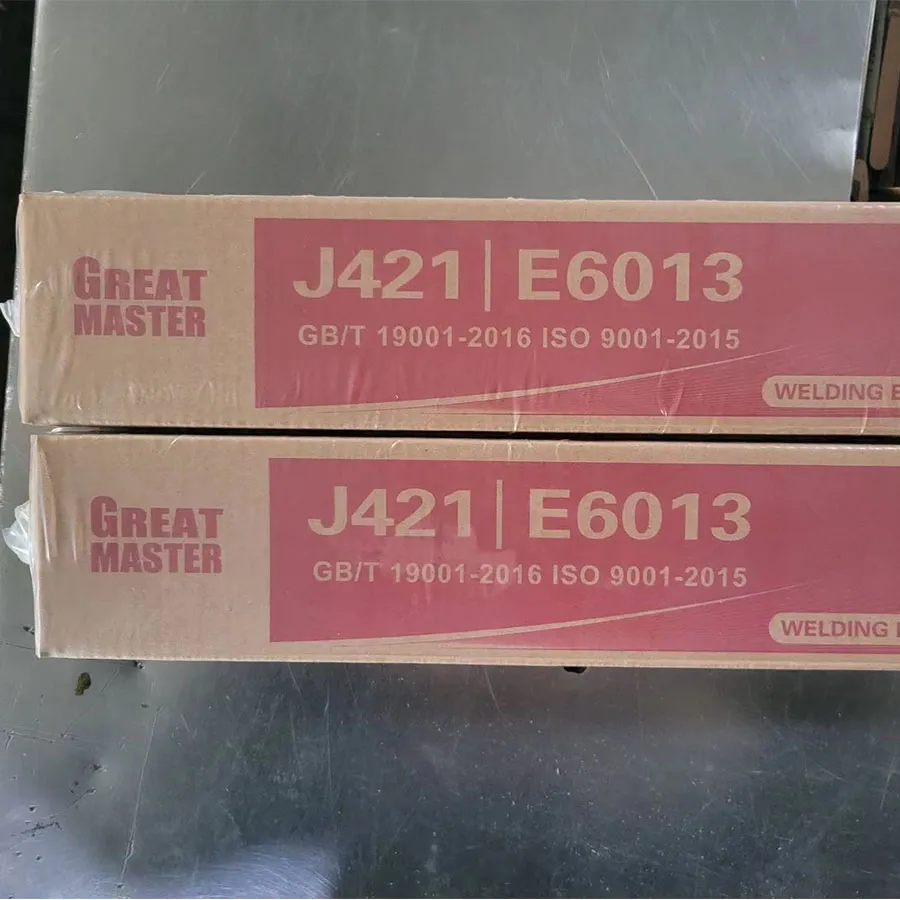 GREAT
MASTER
J421 | E6013
GB/T 19001-2016 ISO 9001-2015
WELDING
GREAT
MASTER
J421 | E6013
GB/T 19001-2016 ISO 9001-2015
WELDING